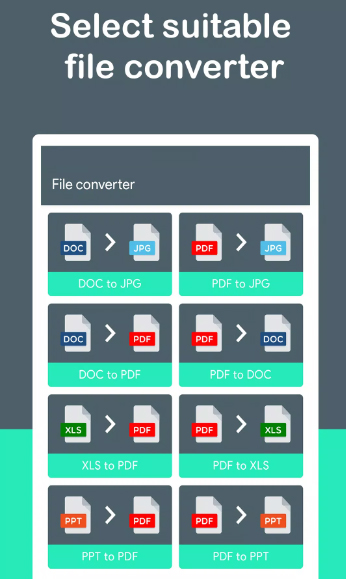 Select suitable
file converter
File converter
DOC JPG PDF JPG
DOC to JPG PDF to JPG
DOC PDF PDF DOC
DOC to PDF PDF to DOC
XLS PDF PDF XLS
XLS to PDF PDF to XLS
PPT PDF PDF PPT
PPT to PDF PDF to PPT